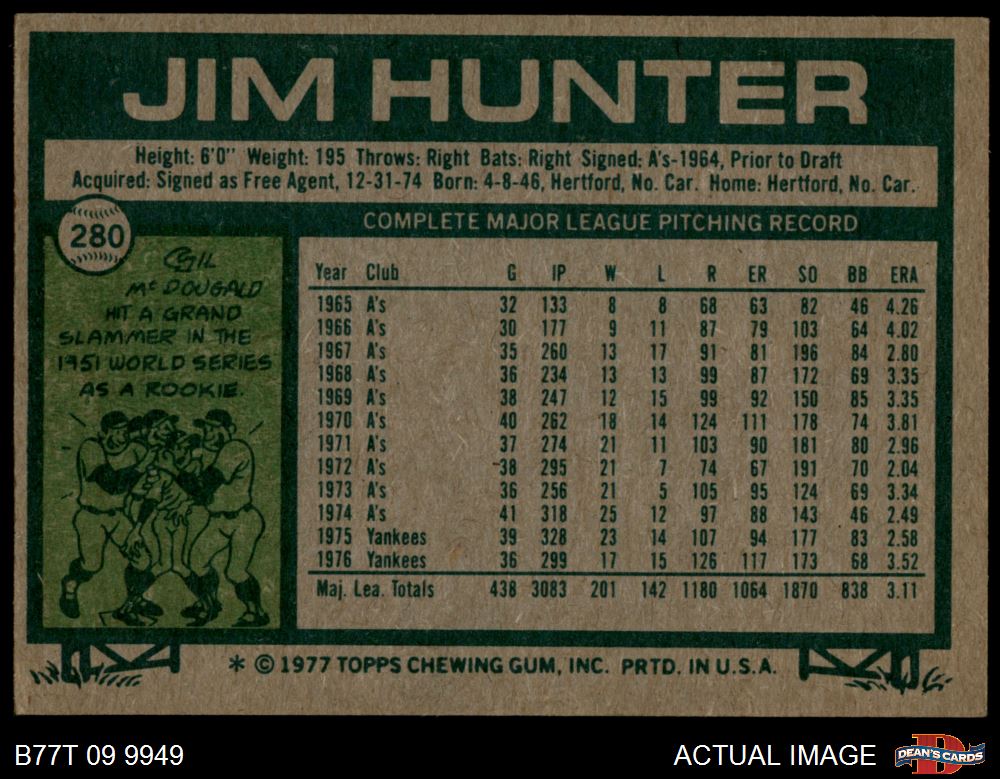 JIM HUNTER
Height: 6'0" Weight: 195 Throws: Right Bats: Right Signed: A's-1964, Prior to Draft
Acquired: Signed as Free Agent, 12-31-74 Born: 4-8-46, Hertford, No. Car. Home: Hertford, No. Car.
280
GIL
McDOUGALD
HIT A GRAND
SLAMMER IN THE
1951 WORLD SERIES
AS A ROOKIE.
COMPLETE MAJOR LEAGUE PITCHING RECORD
Year Club G IP W L R ER SO BB ERA
1965 A's 32 133 8 8 68 63 82 46 4.26
1966 A's 30 177 9 11 87 79 103 64 4.02
1967 A's 35 260 13 17 91 81 196 84 2.80
1968 A's 36 234 13 13 99 87 172 69 3.35
1969 A's 38 247 12 15 99 92 150 85 3.35
1970 A's 40 262 18 14 124 111 178 74 3.81
1971 A's 37 274 21 11 103 90 181 80 2.96
1972 A's 38 295 21 7 74 67 191 70 2.04
1973 A's 36 256 21 5 105 95 124 69 3.34
1974 A's 41 318 25 12 97 88 143 46 2.49
1975 Yankees 39 328 23 14 107 94 177 83 2.58
1976 Yankees 36 299 17 15 126 117 173 68 3.52
Maj. Lea. Totals 438 3083 201 142 1180 1064 1870 838 3.11
* © 1977 TOPPS CHEWING GUM, INC. PRTD. IN U.S.A.
B77T 09 9949
ACTUAL IMAGE
D
DEAN'S CARDS